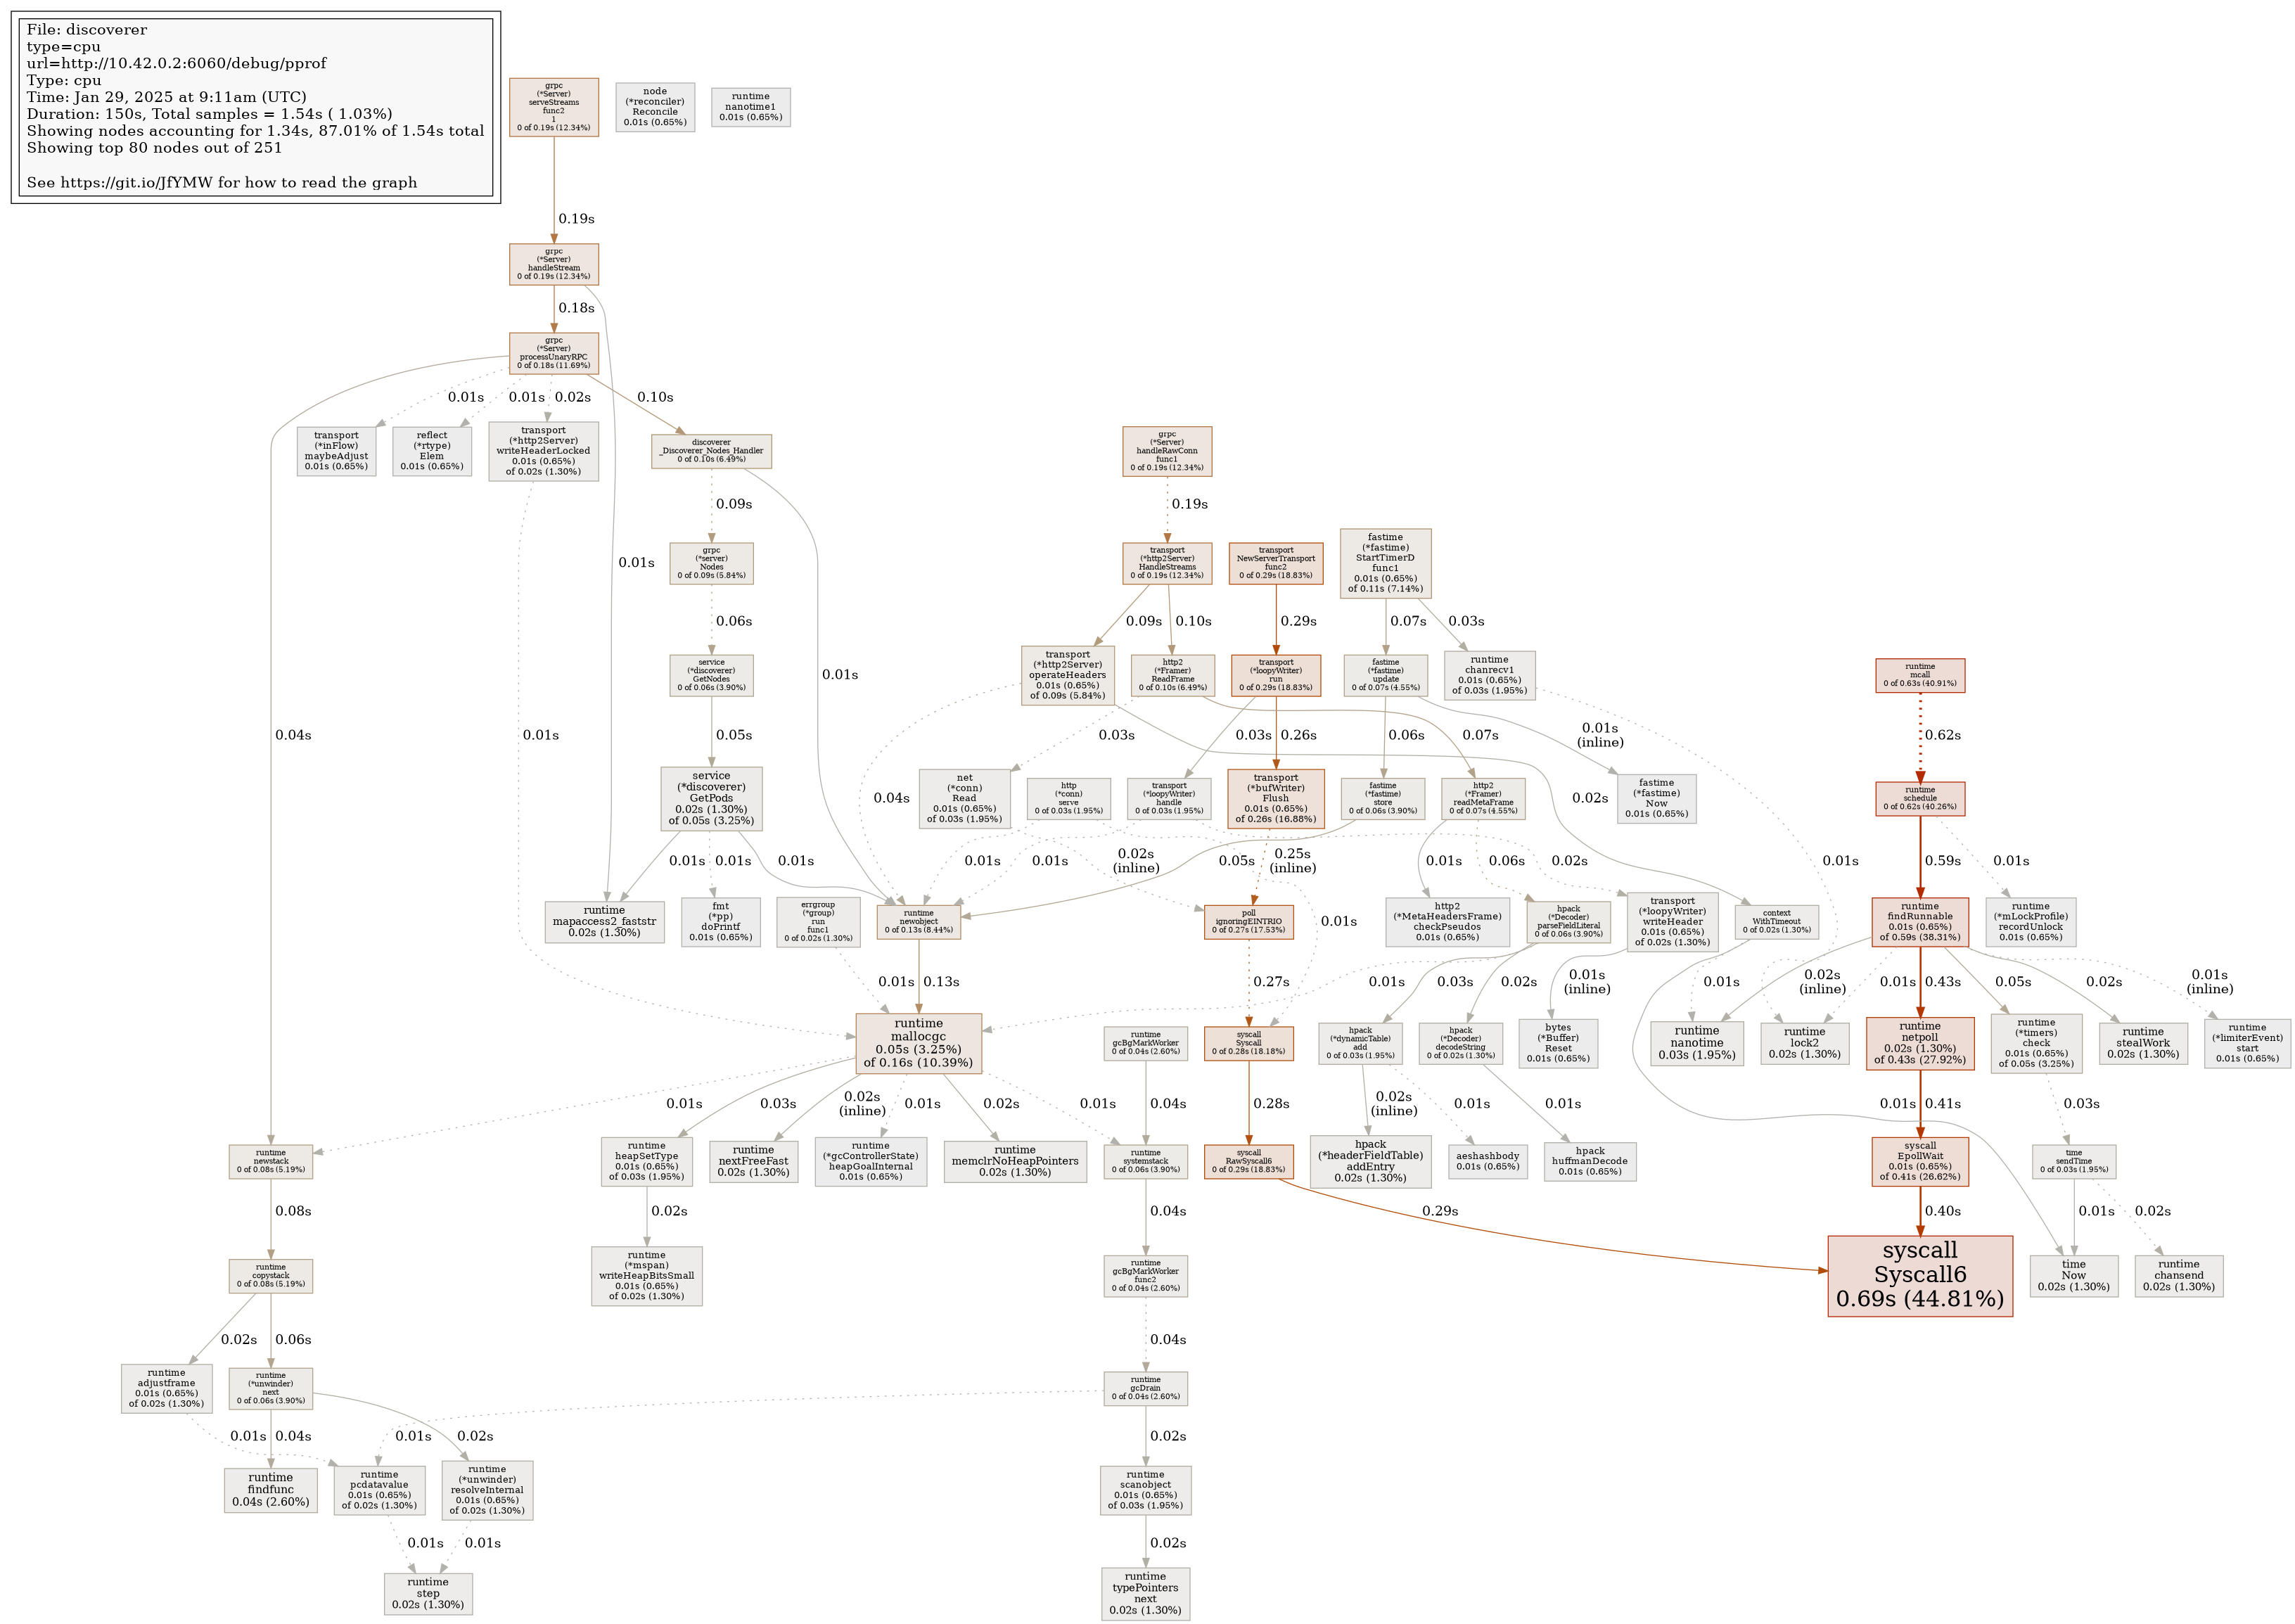 File: discoverer
type=cpu
url=http://10.42.0.2:6060/debug/pprof
Type: cpu
Time: Jan 29, 2025 at 9:11am (UTC)
Duration: 150s, Total samples = 1.54s ( 1.03%)
Showing nodes accounting for 1.34s, 87.01% of 1.54s total
Showing top 80 nodes out of 251
See https://git.io/JfYMW for how to read the graph
grpc
(*Server)
serveStreams
func2
1
0 of 0.19s (12.34%)
node
(*reconciler)
Reconcile
0.01s (0.65%)
runtime
nanotime1
0.01s (0.65%)
0.19s
grpc
(*Server)
handleStream
0 of 0.19s (12.34%)
0.18s
grpc
(*Server)
processUnaryRPC
0 of 0.18s (11.69%)
0.01s
0.01s
0.02s
0.10s
transport
(*inFlow)
maybeAdjust
0.01s (0.65%)
reflect
(*rtype)
Elem
0.01s (0.65%)
transport
(*http2Server)
writeHeaderLocked
0.01s (0.65%)
of 0.02s (1.30%)
discoverer
_Discoverer_Nodes_Handler
0 of 0.10s (6.49%)
grpc
(*Server)
handleRawConn
func1
0 of 0.19s (12.34%)
0.09s
0.19s
0.01s
grpc
(*server)
Nodes
0 of 0.09s (5.84%)
transport
(*http2Server)
HandleStreams
0 of 0.19s (12.34%)
transport
NewServerTransport
func2
0 of 0.29s (18.83%)
fastime
(*fastime)
StartTimerD
func1
0.01s (0.65%)
of 0.11s (7.14%)
0.06s
0.09s
0.10s
0.29s
0.07s
0.03s
service
(*discoverer)
GetNodes
0 of 0.06s (3.90%)
0.01s
transport
(*http2Server)
operateHeaders
0.01s (0.65%)
of 0.09s (5.84%)
http2
(*Framer)
ReadFrame
0 of 0.10s (6.49%)
transport
(*loopyWriter)
run
0 of 0.29s (18.83%)
fastime
(*fastime)
update
0 of 0.07s (4.55%)
runtime
chanrecv1
0.01s (0.65%)
of 0.03s (1.95%)
runtime
mcall
0 of 0.63s (40.91%)
0.04s
0.01s
0.05s
0.03s
0.03s
0.26s
0.06s
0.07s
0.01s
(inline)
0.62s
service
(*discoverer)
GetPods
0.02s (1.30%)
of 0.05s (3.25%)
0.04s
net
(*conn)
Read
0.01s (0.65%)
of 0.03s (1.95%)
http
(*conn)
serve
0 of 0.03s (1.95%)
transport
(*loopyWriter)
handle
0 of 0.03s (1.95%)
transport
(*bufWriter)
Flush
0.01s (0.65%)
of 0.26s (16.88%)
fastime
(*fastime)
store
0 of 0.06s (3.90%)
http2
(*Framer)
readMetaFrame
0 of 0.07s (4.55%)
0.02s
fastime
(*fastime)
Now
0.01s (0.65%)
runtime
schedule
0 of 0.62s (40.26%)
0.01s
0.01s
0.01s
0.01s
0.01s
0.02s
(inline)
0.05s
0.25s
(inline)
0.01s
0.06s
0.02s
0.01s
0.59s
0.01s
runtime
mapaccess2_faststr
0.02s (1.30%)
fmt
(*pp)
doPrintf
0.01s (0.65%)
errgroup
(*group)
run
func1
0 of 0.02s (1.30%)
runtime
newobject
0 of 0.13s (8.44%)
poll
ignoringEINTRIO
0 of 0.27s (17.53%)
0.01s
http2
(*MetaHeadersFrame)
checkPseudos
0.01s (0.65%)
hpack
(*Decoder)
parseFieldLiteral
0 of 0.06s (3.90%)
transport
(*loopyWriter)
writeHeader
0.01s (0.65%)
of 0.02s (1.30%)
context
WithTimeout
0 of 0.02s (1.30%)
runtime
findRunnable
0.01s (0.65%)
of 0.59s (38.31%)
runtime
(*mLockProfile)
recordUnlock
0.01s (0.65%)
0.01s
0.13s
0.27s
0.01s
0.03s
0.02s
0.01s
(inline)
0.01s
0.02s
(inline)
0.01s
0.43s
0.05s
0.02s
0.01s
(inline)
runtime
mallocgc
0.05s (3.25%)
of 0.16s (10.39%)
runtime
gcBgMarkWorker
0 of 0.04s (2.60%)
syscall
Syscall
0 of 0.28s (18.18%)
hpack
(*dynamicTable)
add
0 of 0.03s (1.95%)
hpack
(*Decoder)
decodeString
0 of 0.02s (1.30%)
bytes
(*Buffer)
Reset
0.01s (0.65%)
runtime
nanotime
0.03s (1.95%)
runtime
lock2
0.02s (1.30%)
runtime
netpoll
0.02s (1.30%)
of 0.43s (27.92%)
runtime
(*timers)
check
0.01s (0.65%)
of 0.05s (3.25%)
runtime
stealWork
0.02s (1.30%)
runtime
(*limiterEvent)
start
0.01s (0.65%)
0.01s
0.03s
0.02s
(inline)
0.01s
0.02s
0.01s
0.04s
0.28s
0.02s
(inline)
0.01s
0.01s
0.01s
0.41s
0.03s
runtime
newstack
0 of 0.08s (5.19%)
runtime
heapSetType
0.01s (0.65%)
of 0.03s (1.95%)
runtime
nextFreeFast
0.02s (1.30%)
runtime
(*gcControllerState)
heapGoalInternal
0.01s (0.65%)
runtime
memclrNoHeapPointers
0.02s (1.30%)
runtime
systemstack
0 of 0.06s (3.90%)
syscall
RawSyscall6
0 of 0.29s (18.83%)
hpack
(*headerFieldTable)
addEntry
0.02s (1.30%)
aeshashbody
0.01s (0.65%)
hpack
huffmanDecode
0.01s (0.65%)
syscall
EpollWait
0.01s (0.65%)
of 0.41s (26.62%)
time
sendTime
0 of 0.03s (1.95%)
0.08s
0.02s
0.04s
0.29s
0.40s
0.01s
0.02s
runtime
copystack
0 of 0.08s (5.19%)
runtime
(*mspan)
writeHeapBitsSmall
0.01s (0.65%)
of 0.02s (1.30%)
runtime
gcBgMarkWorker
func2
0 of 0.04s (2.60%)
syscall
Syscall6
0.69s (44.81%)
time
Now
0.02s (1.30%)
runtime
chansend
0.02s (1.30%)
0.02s
0.06s
0.04s
runtime
adjustframe
0.01s (0.65%)
of 0.02s (1.30%)
runtime
(*unwinder)
next
0 of 0.06s (3.90%)
runtime
gcDrain
0 of 0.04s (2.60%)
0.01s
0.04s
0.01s
0.02s
0.02s
runtime
findfunc
0.04s (2.60%)
runtime
pcdatavalue
0.01s (0.65%)
of 0.02s (1.30%)
runtime
(*unwinder)
resolveInternal
0.01s (0.65%)
of 0.02s (1.30%)
runtime
scanobject
0.01s (0.65%)
of 0.03s (1.95%)
0.01s
0.01s
0.02s
runtime
step
0.02s (1.30%)
runtime
typePointers
next
0.02s (1.30%)